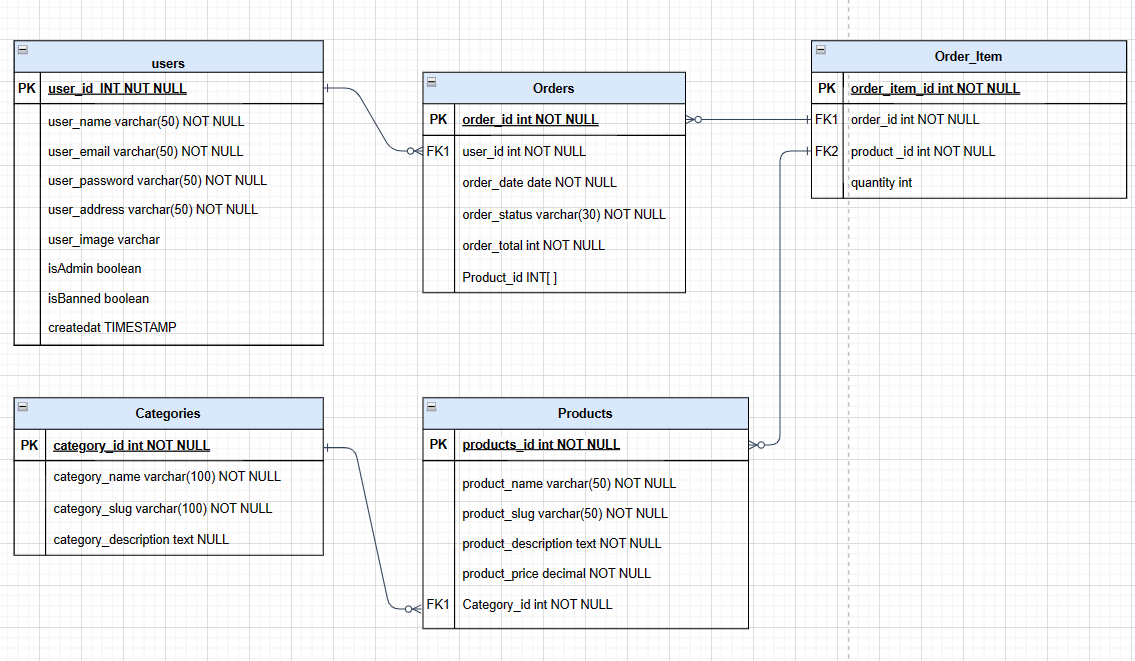 users
PK user_id INT NUT NULL
user_name varchar(50) NOT NULL
user_email varchar(50) NOT NULL
user_password varchar(50) NOT NULL
user_address varchar(50) NOT NULL
user_image varchar
isAdmin boolean
isBanned boolean
createdat TIMESTAMP
Orders
PK order_id int NOT NULL
FK1 user_id int NOT NULL
order_date date NOT NULL
order_status varchar(30) NOT NULL
order_total int NOT NULL
Product_id INT[ ]
Order_Item
PK order_item_id int NOT NULL
FK1 order_id int NOT NULL
FK2 product _id int NOT NULL
quantity int
Categories
PK category_id int NOT NULL
category_name varchar(100) NOT NULL
category_slug varchar(100) NOT NULL
category_description text NULL
Products
PK products_id int NOT NULL
product_name varchar(50) NOT NULL
product_slug varchar(50) NOT NULL
product_description text NOT NULL
product_price decimal NOT NULL
FK1 Category_id int NOT NULL